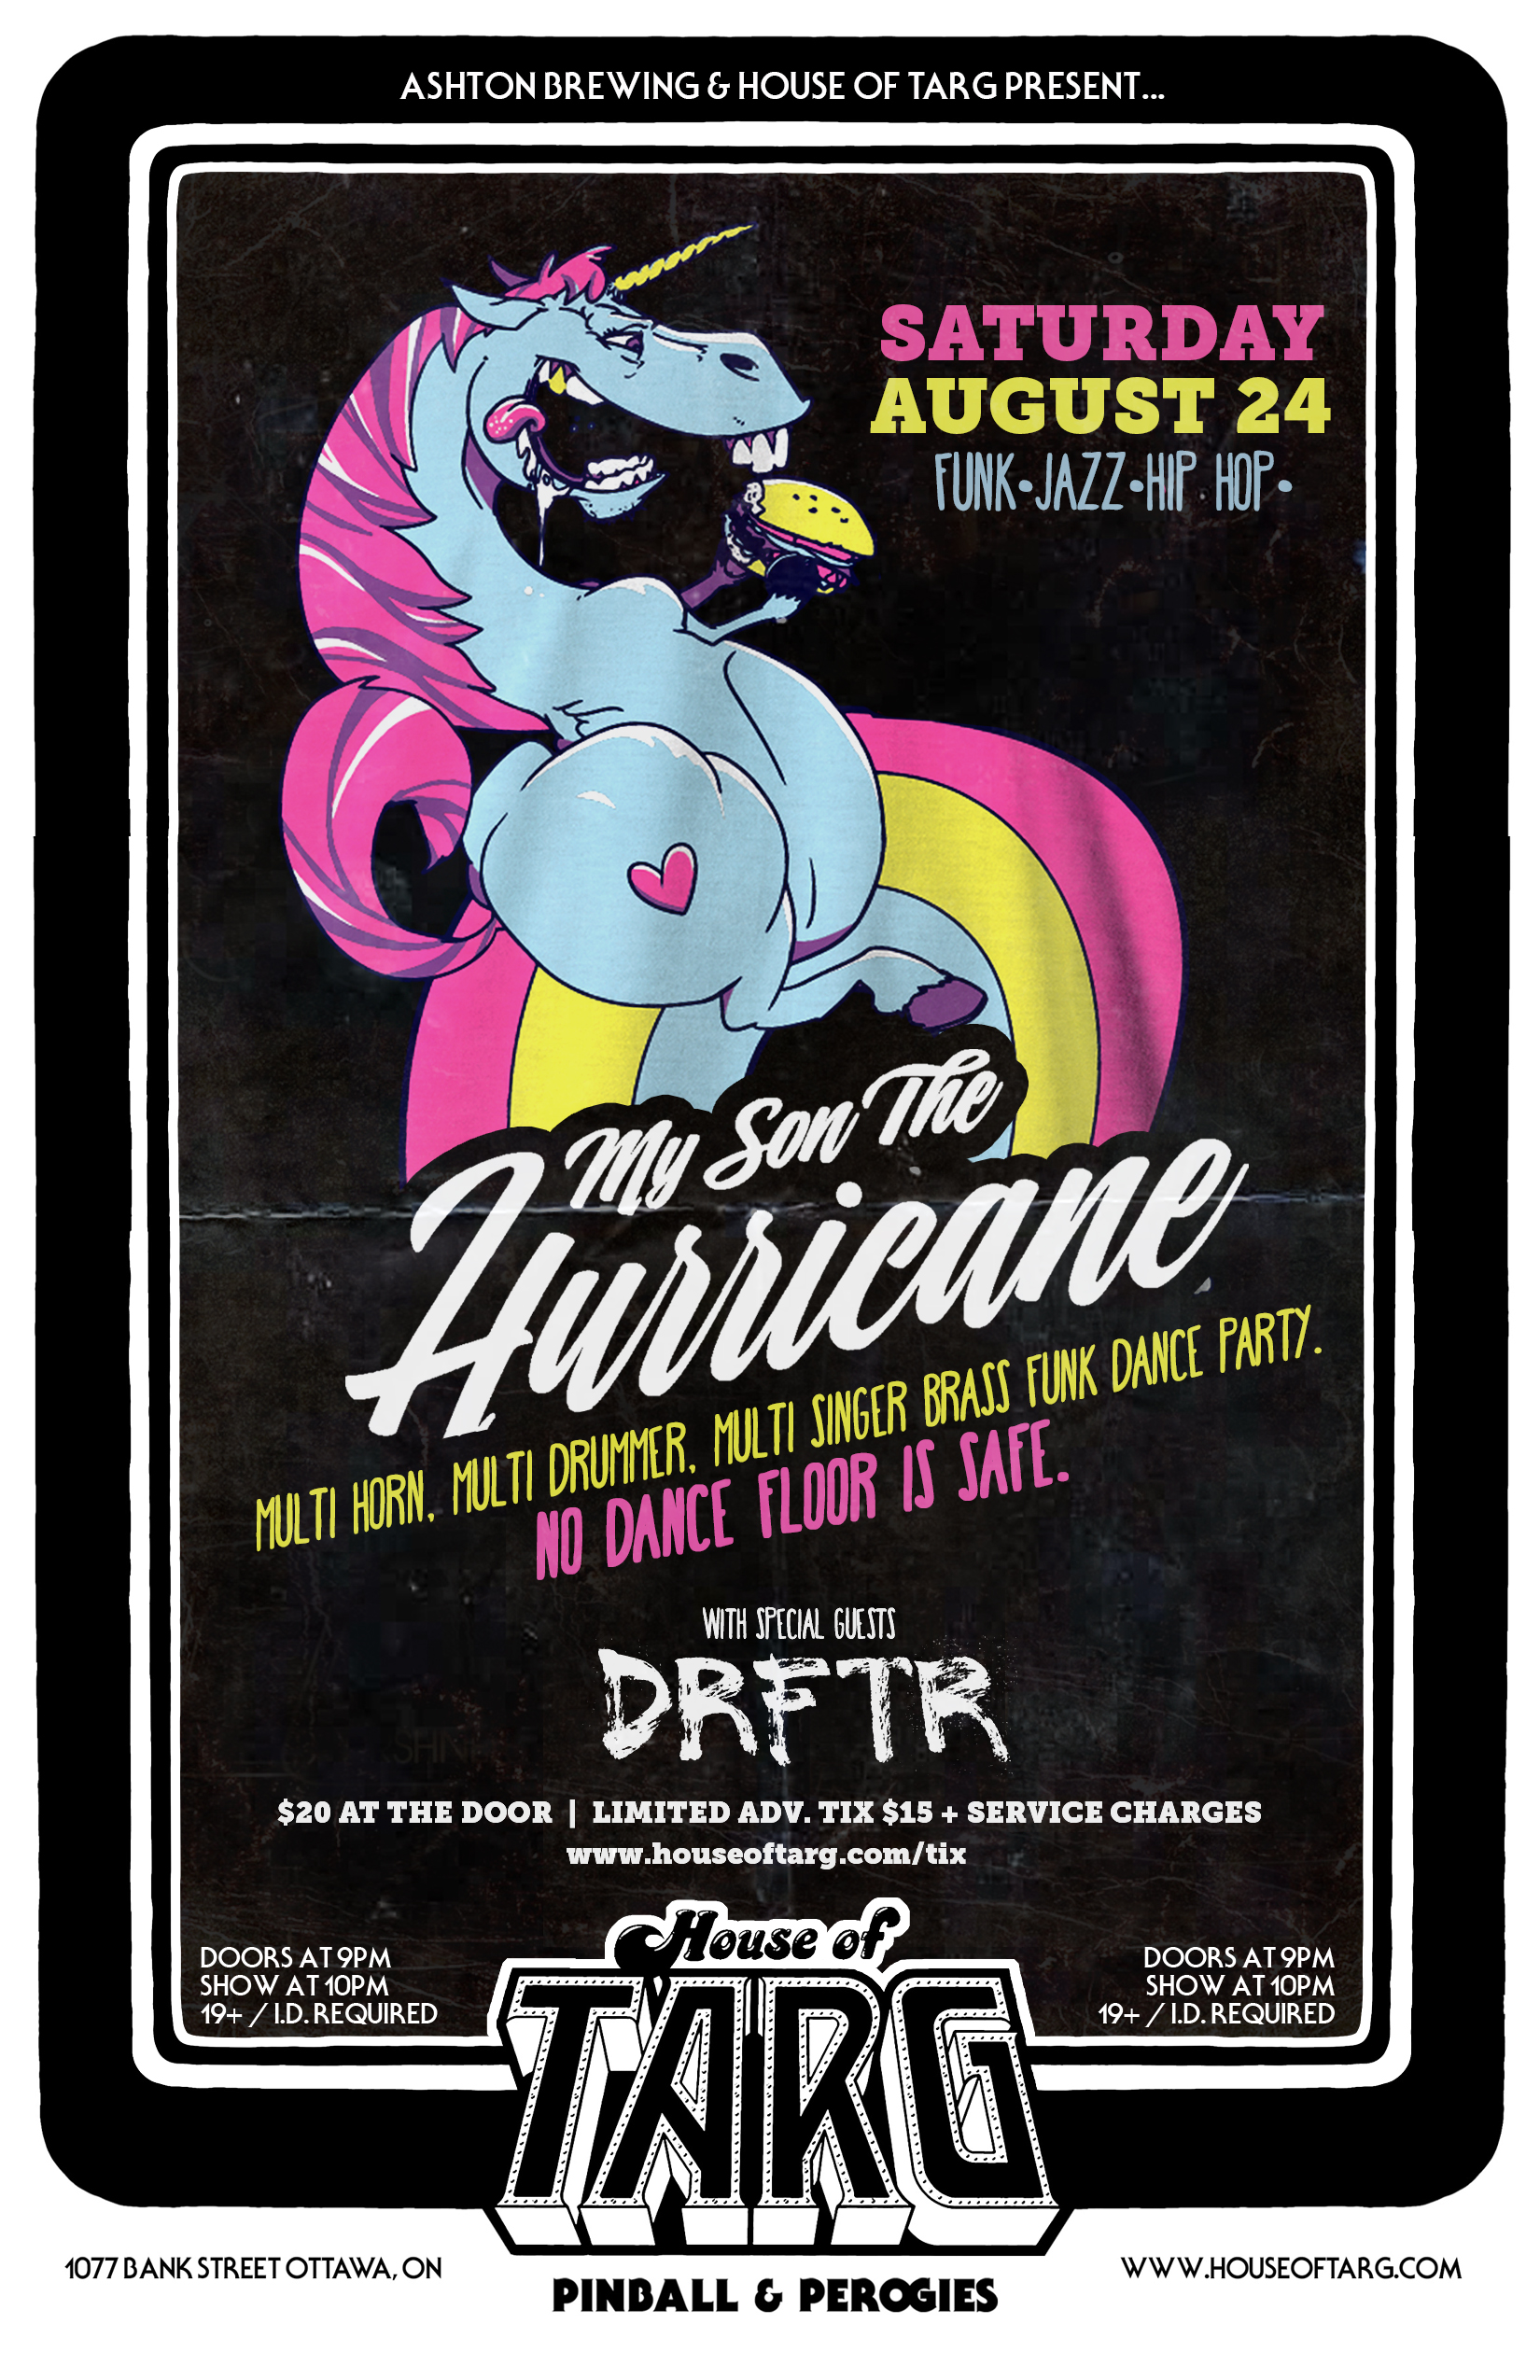 ASHTON BREWING & HOUSE OF TARG PRESENT...
SATURDAY
AUGUST 24
FUNK•JAZZ•HIP HOP•
My Son The
Hurricane
MULTI HORN, MULTI DRUMMER, MULTI SINGER BRASS FUNK DANCE PARTY.
NO DANCE FLOOR IS SAFE.
WITH SPECIAL GUESTS
DRFTR
$20 AT THE DOOR | LIMITED ADV. TIX $15 + SERVICE CHARGES
www.houseoftarg.com/tix
DOORS AT 9PM
SHOW AT 10PM
19+ / I.D. REQUIRED
House of
TARG
DOORS AT 9PM
SHOW AT 10PM
19+ / I.D. REQUIRED
1077 BANK STREET OTTAWA, ON
PINBALL & PEROGIES
WWW.HOUSEOFTARG.COM